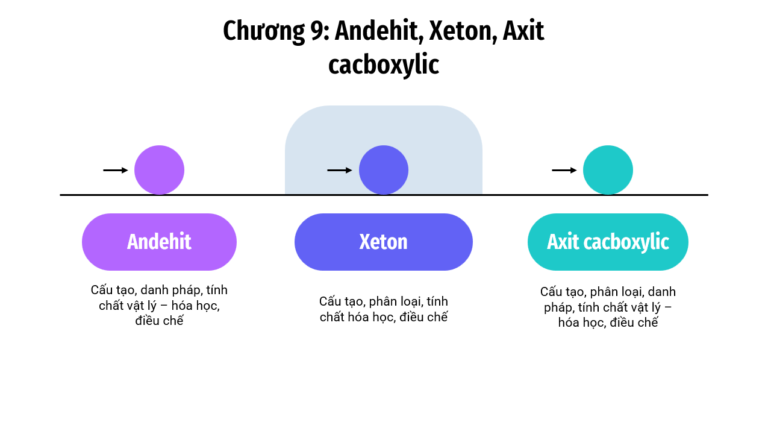 Chương 9: Andehit, Xeton, Axit
cacboxylic
Andehit
Xeton
Axit cacboxylic
Cấu tạo, danh pháp, tính
chất vật lý – hóa học,
điều chế
Cấu tạo, phân loại, tính
chất hóa học, điều chế
Cấu tạo, phân loại, danh
pháp, tính chất vật lý –
hóa học, điều chế